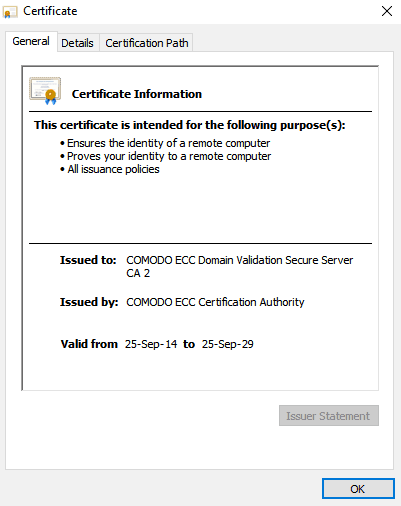 Certificate
General
Details
Certification Path
Certificate Information
This certificate is intended for the following purpose(s):
• Ensures the identity of a remote computer
• Proves your identity to a remote computer
• All issuance policies
Issued to: COMODO ECC Domain Validation Secure Server
CA 2
Issued by: COMODO ECC Certification Authority
Valid from 25-Sep-14 to 25-Sep-29
Issuer Statement
OK